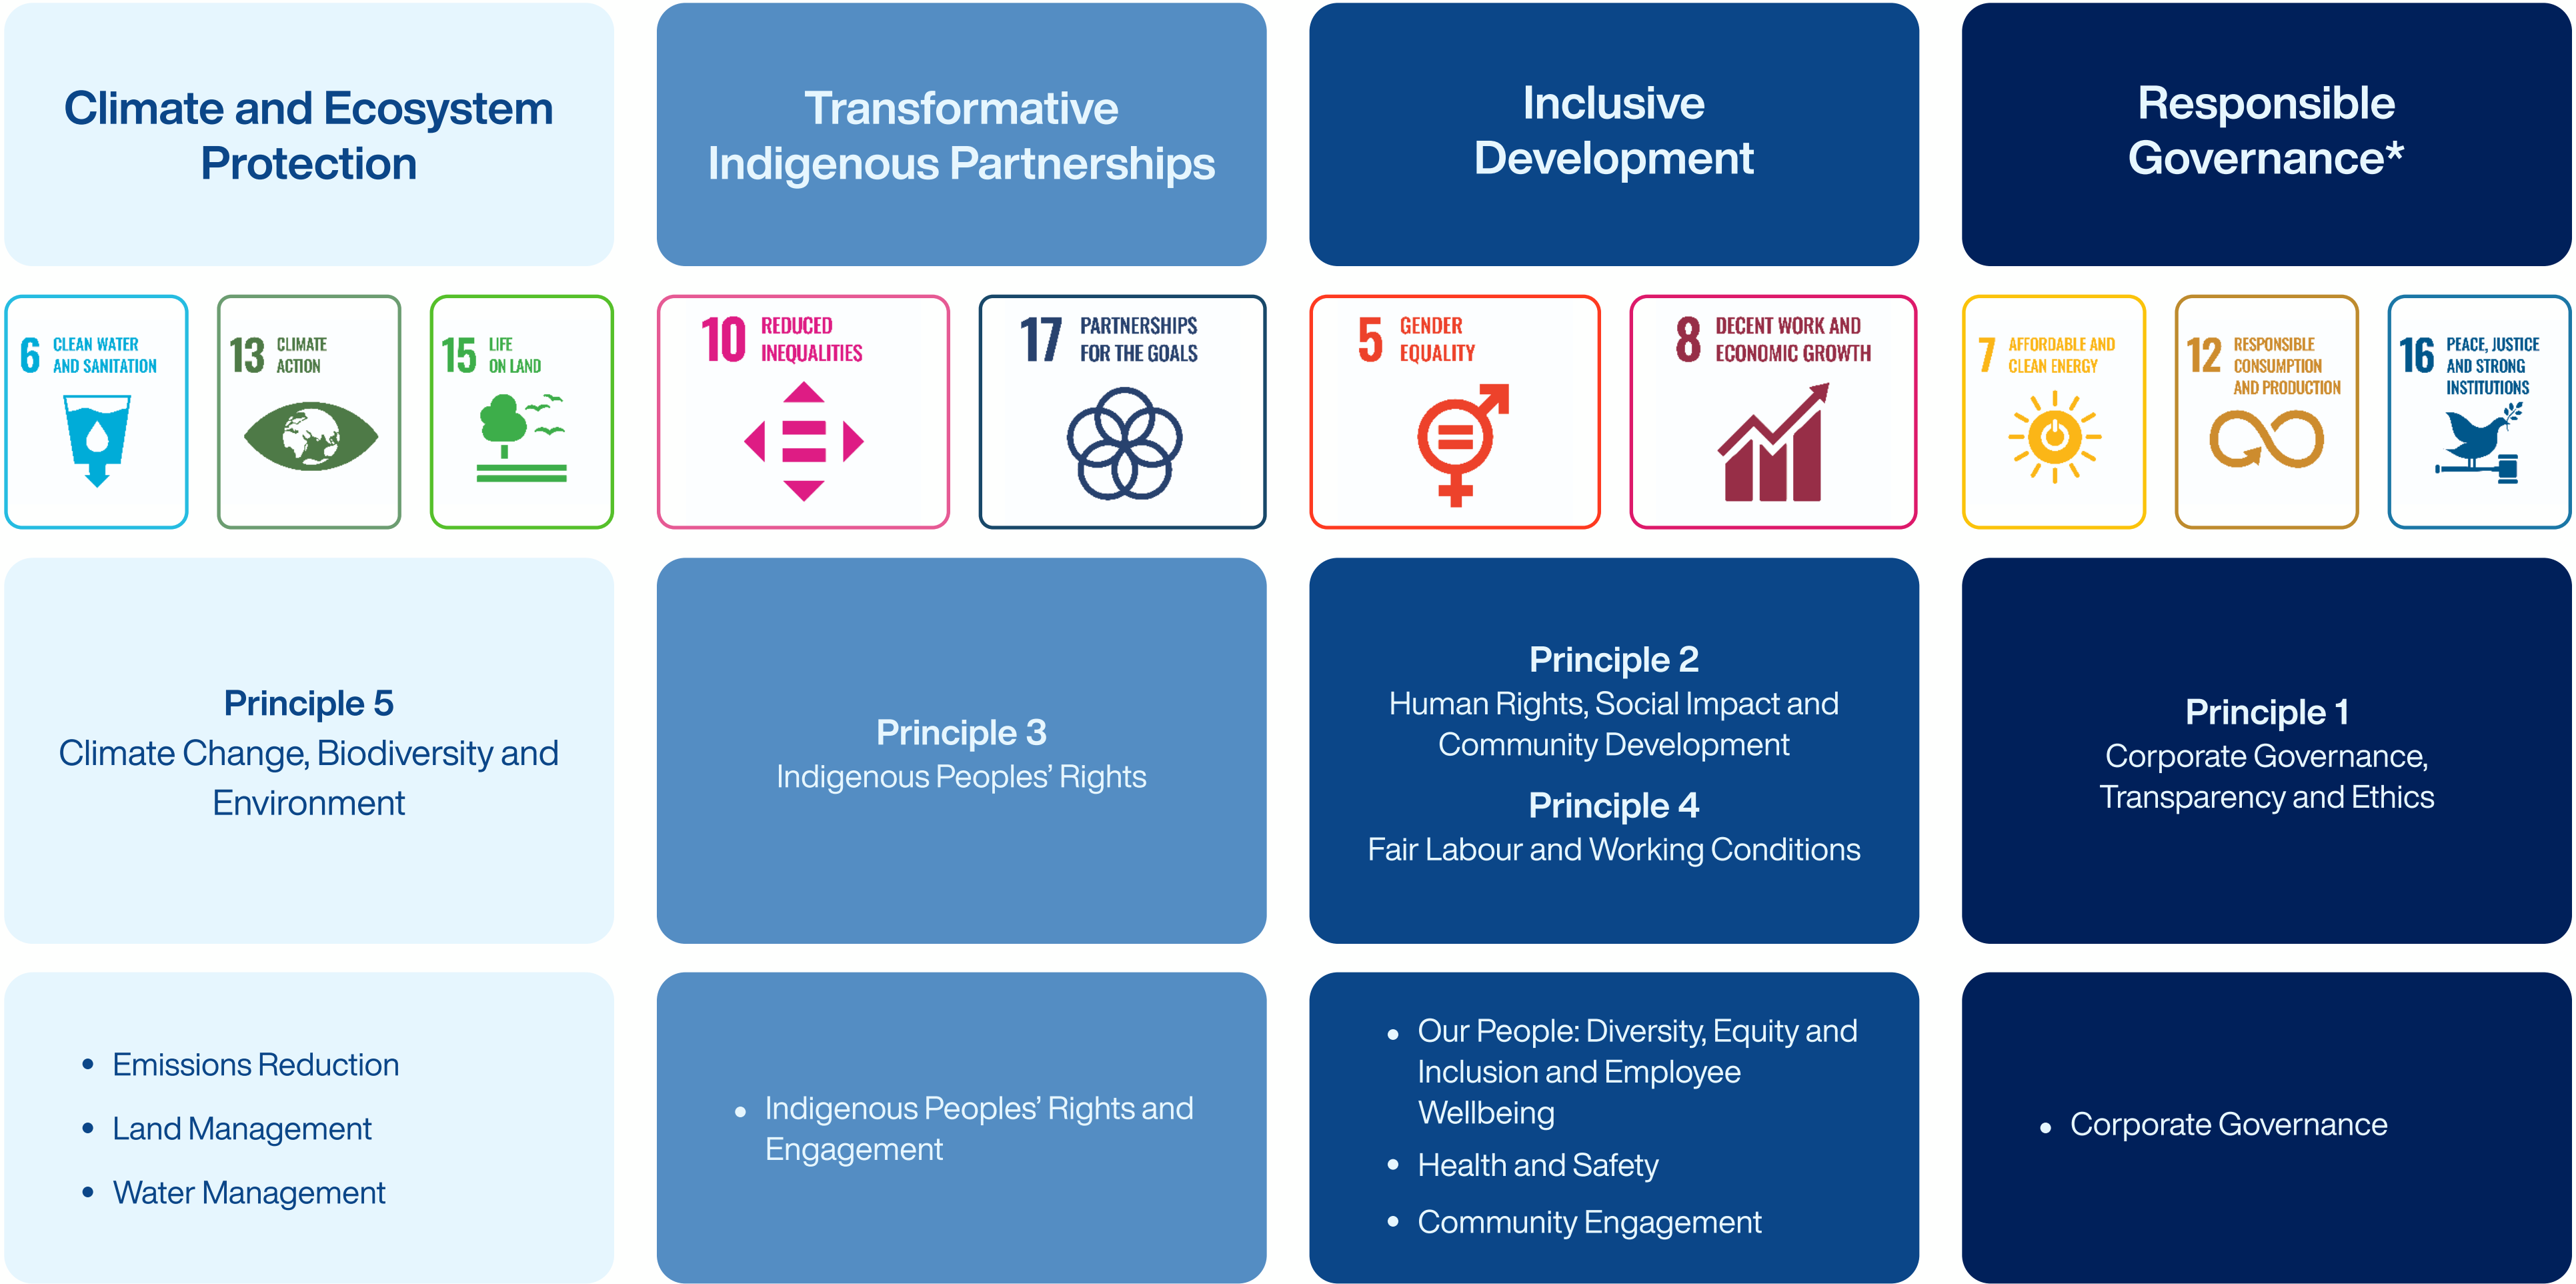 Climate and Ecosystem
Protection
Transformative
Indigenous Partnerships
Inclusive
Development
Responsible
Governance*
6 CLEAN WATER
AND SANITATION
13 CLIMATE
ACTION
15 LIFE
ON LAND
10 REDUCED
INEQUALITIES
17 PARTNERSHIPS
FOR THE GOALS
5 GENDER
EQUALITY
8 DECENT WORK AND
ECONOMIC GROWTH
7 AFFORDABLE AND
CLEAN ENERGY
12 RESPONSIBLE
CONSUMPTION
AND PRODUCTION
16 PEACE, JUSTICE
AND STRONG
INSTITUTIONS
Principle 5
Climate Change, Biodiversity and
Environment
Principle 3
Indigenous Peoples’ Rights
Principle 2
Human Rights, Social Impact and
Community Development
Principle 4
Fair Labour and Working Conditions
Principle 1
Corporate Governance,
Transparency and Ethics
• Emissions Reduction
• Land Management
• Water Management
• Indigenous Peoples’ Rights and
Engagement
• Our People: Diversity, Equity and
Inclusion and Employee
Wellbeing
• Health and Safety
• Community Engagement
• Corporate Governance